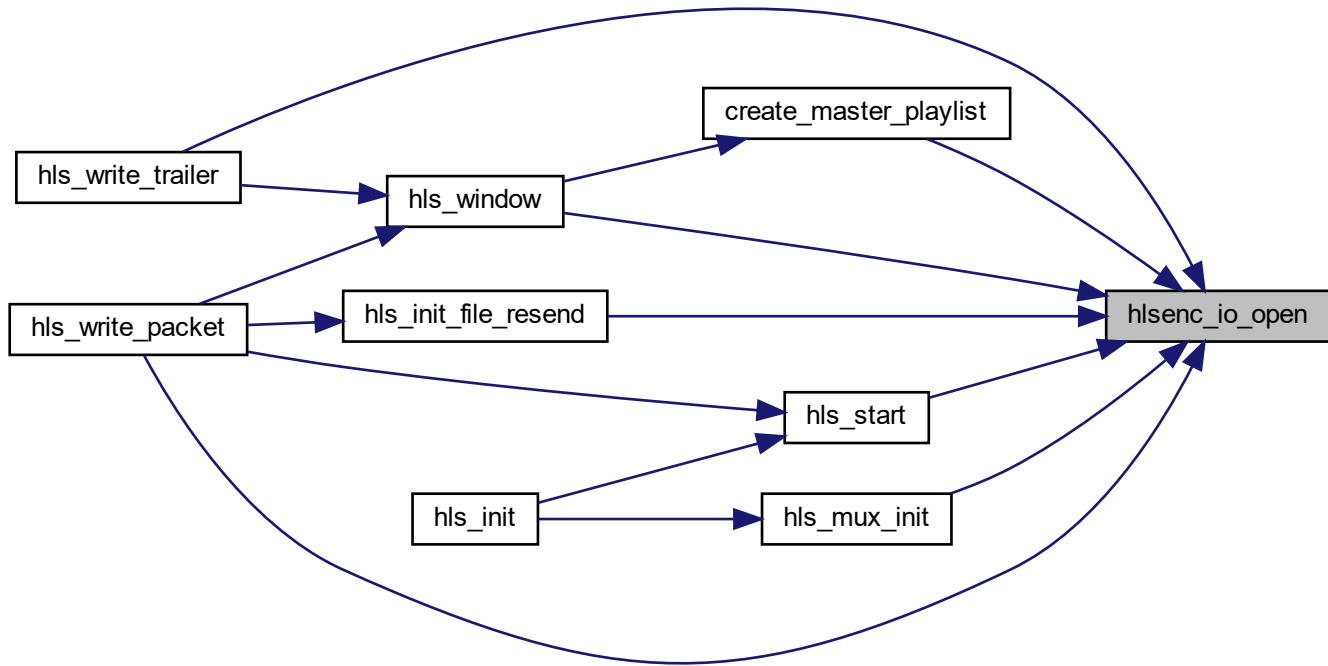 create_master_playlist
hls_write_trailer
hls_window
hls_write_packet
hls_init_file_resend
hlsenc_io_open
hls_start
hls_init
hls_mux_init